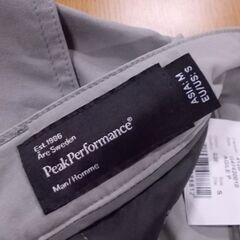 Est.1986
Åre Sweden
PeakPerformance®
Man/Homme
ASIA: M
EU/US: S
S